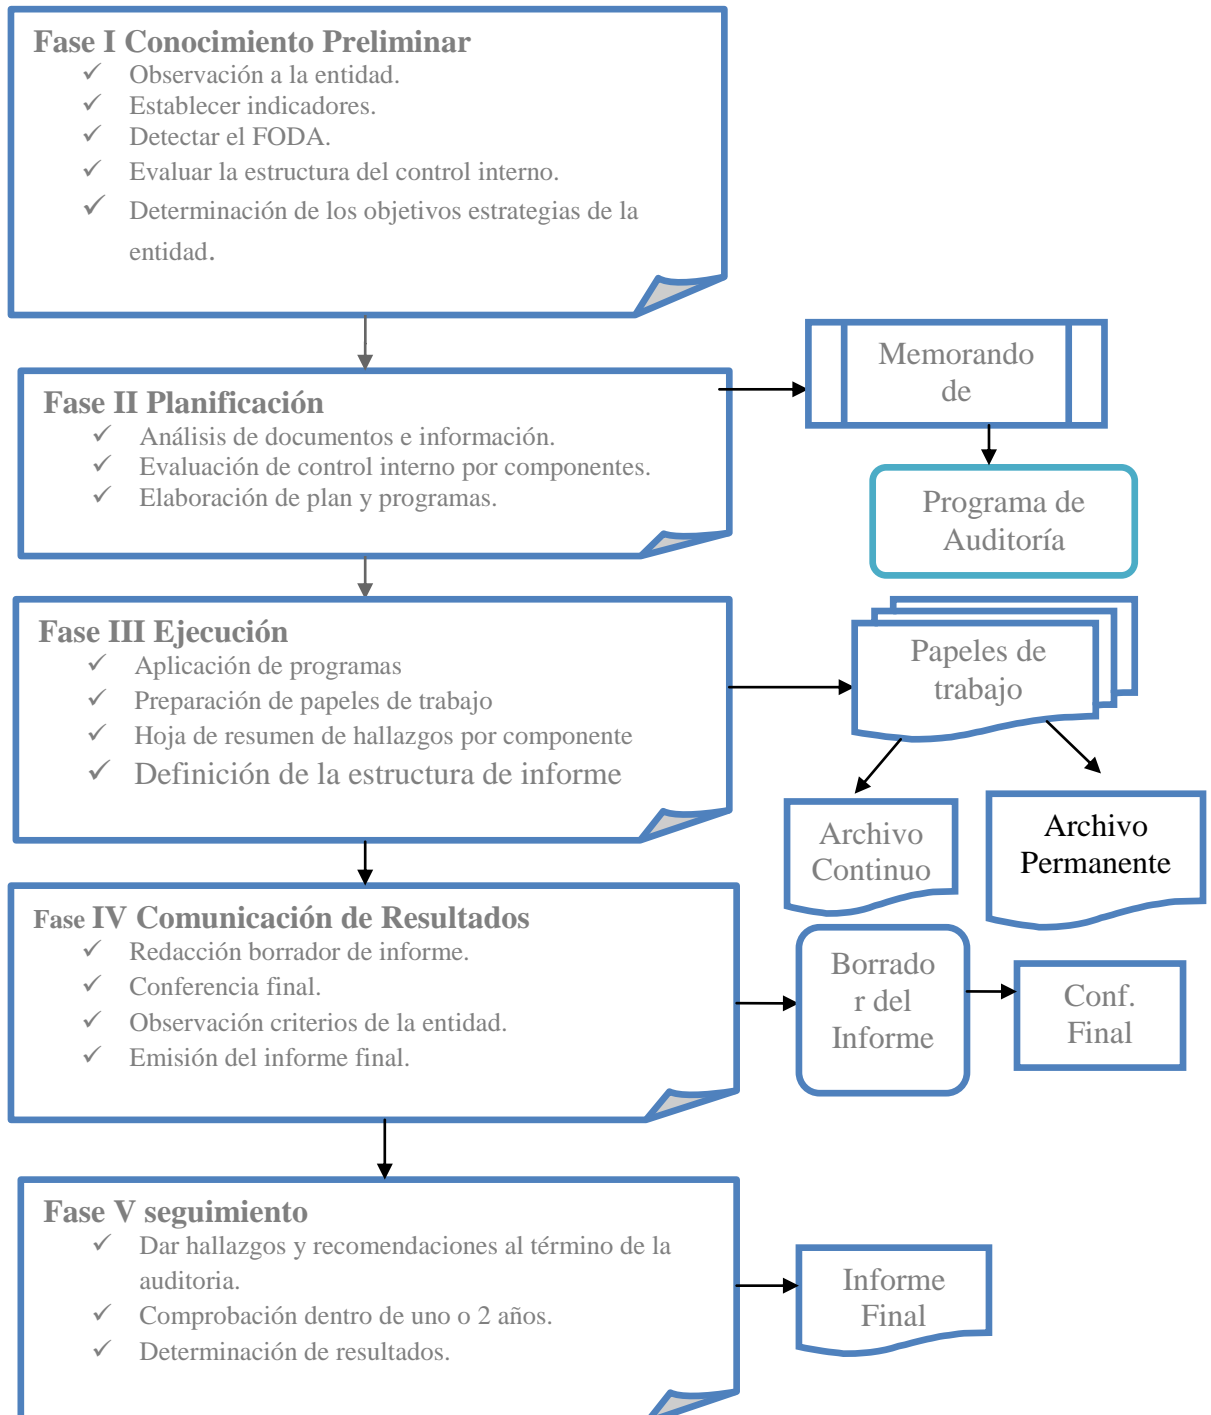 Fase I Conocimiento Preliminar
✓ Observación a la entidad.
✓ Establecer indicadores.
✓ Detectar el FODA.
✓ Evaluar la estructura del control interno.
✓ Determinación de los objetivos estrategias de la
entidad.
Memorando
de
Fase II Planificación
✓ Análisis de documentos e información.
✓ Evaluación de control interno por componentes.
✓ Elaboración de plan y programas.
Programa de
Auditoría
Fase III Ejecución
✓ Aplicación de programas
✓ Preparación de papeles de trabajo
✓ Hoja de resumen de hallazgos por componente
✓ Definición de la estructura de informe
Papeles de
trabajo
Archivo
Continuo
Archivo
Permanente
Fase IV Comunicación de Resultados
✓ Redacción borrador de informe.
✓ Conferencia final.
✓ Observación criterios de la entidad.
✓ Emisión del informe final.
Borrado
r del
Informe
Conf.
Final
Fase V seguimiento
✓ Dar hallazgos y recomendaciones al término de la
auditoria.
✓ Comprobación dentro de uno o 2 años.
✓ Determinación de resultados.
Informe
Final